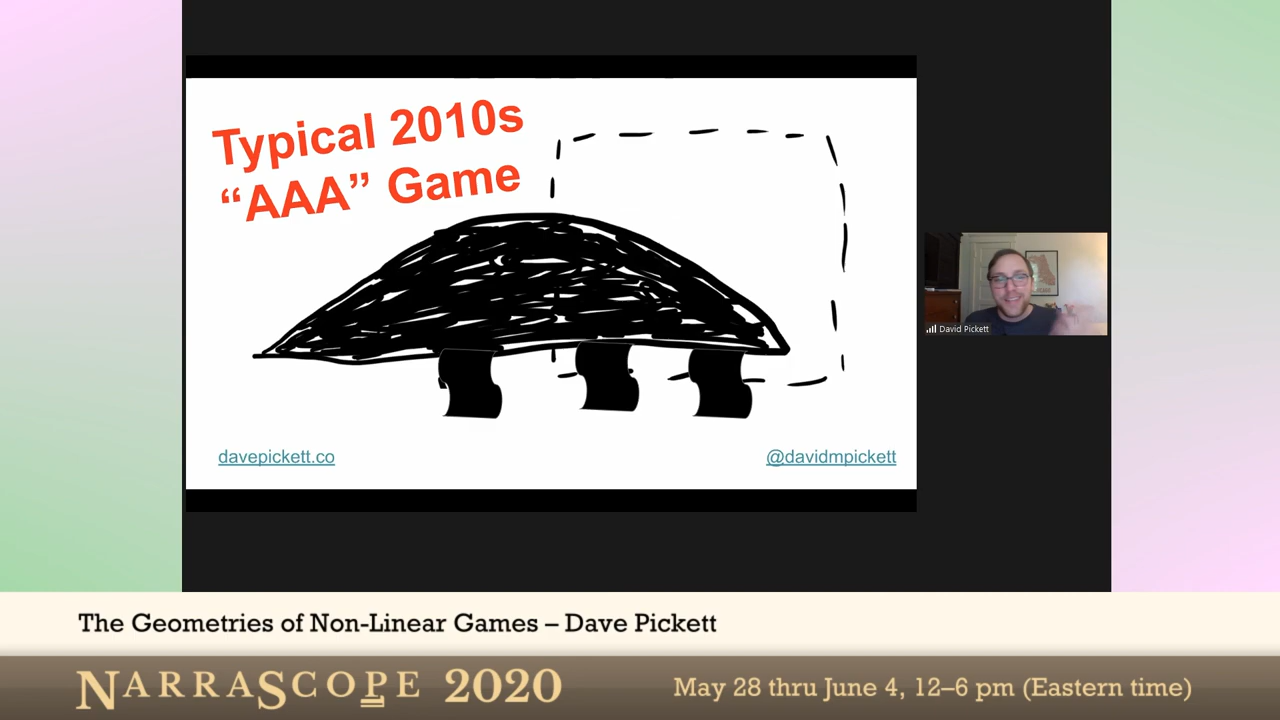 Typical 2010s
“AAA” Game
davepickett.co
@davidmpickett
David Pickett
The Geometries of Non-Linear Games – Dave Pickett
NARRASCOPE 2020
May 28 thru June 4, 12–6 pm (Eastern time)